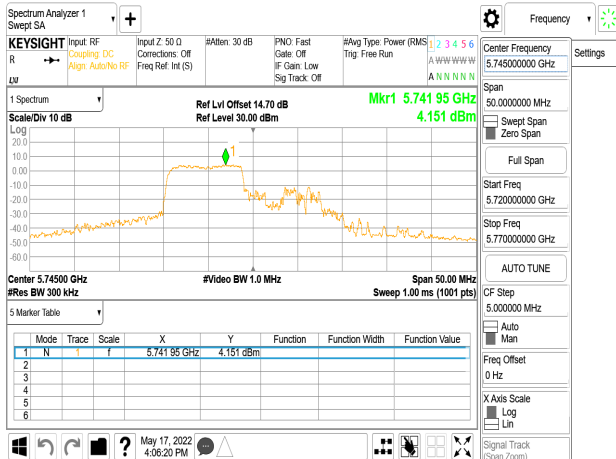 Spectrum Analyzer 1
Swept SA
Frequency
Settings
KEYSIGHT
R
Input: RF
Coupling: DC
Align: Auto/No RF
Input Z: 50 Ω
Corrections: Off
Freq Ref: Int (S)
#Atten: 30 dB
PNO: Fast
Gate: Off
IF Gain: Low
Sig Track: Off
#Avg Type: Power (RMS
Trig: Free Run
1 2 3 4 5 6
A W W W W W
A N N N N N
1 Spectrum
Scale/Div 10 dB
Ref Lvl Offset 14.70 dB
Ref Level 30.00 dBm
Mkr1 5.741 95 GHz
4.151 dBm
Log
20.0
10.0
0.00
-10.0
-20.0
-30.0
-40.0
-50.0
-60.0
1
Center 5.74500 GHz
#Res BW 300 kHz
#Video BW 1.0 MHz
Span 50.00 MHz
Sweep 1.00 ms (1001 pts)
5 Marker Table
Mode Trace Scale X Y Function Function Width Function Value
1 N 1 f 5.741 95 GHz 4.151 dBm
2
3
4
5
6
May 17, 2022
4:06:20 PM
Center Frequency
5.745000000 GHz
Span
50.0000000 MHz
Swept Span
Zero Span
Full Span
Start Freq
5.720000000 GHz
Stop Freq
5.770000000 GHz
AUTO TUNE
CF Step
5.000000 MHz
Auto
Man
Freq Offset
0 Hz
X Axis Scale
Log
Lin
Signal Track
(Span Zoom)